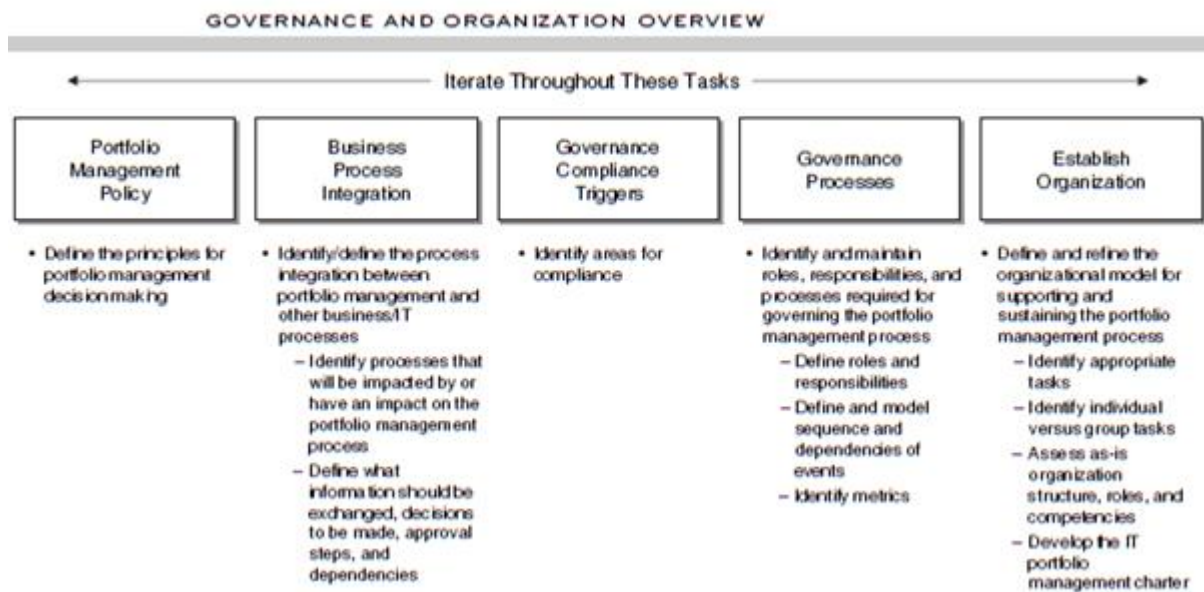 GOVERNANCE AND ORGANIZATION OVERVIEW
Iterate Throughout These Tasks
Portfolio
Management
Policy
• Define the principles for
portfolio management
decision making
Business
Process
Integration
• Identify/define the process
integration between
portfolio management and
other business/IT
processes
– Identify processes that
will be impacted by or
have an impact on the
portfolio management
process
– Define what
information should be
exchanged, decisions
to be made, approval
steps, and
dependencies
Governance
Compliance
Triggers
• Identify areas for
compliance
Governance
Processes
• Identify and maintain
roles, responsibilities, and
processes required for
governing the portfolio
management process
– Define roles and
responsibilities
– Define and model
sequence and
dependencies of
events
– Identify metrics
Establish
Organization
• Define and refine the
organizational model for
supporting and
sustaining the portfolio
management process
– Identify appropriate
tasks
– Identify individual
versus group tasks
– Assess as-is
organization
structure, roles, and
competencies
– Develop the IT
portfolio
management charter